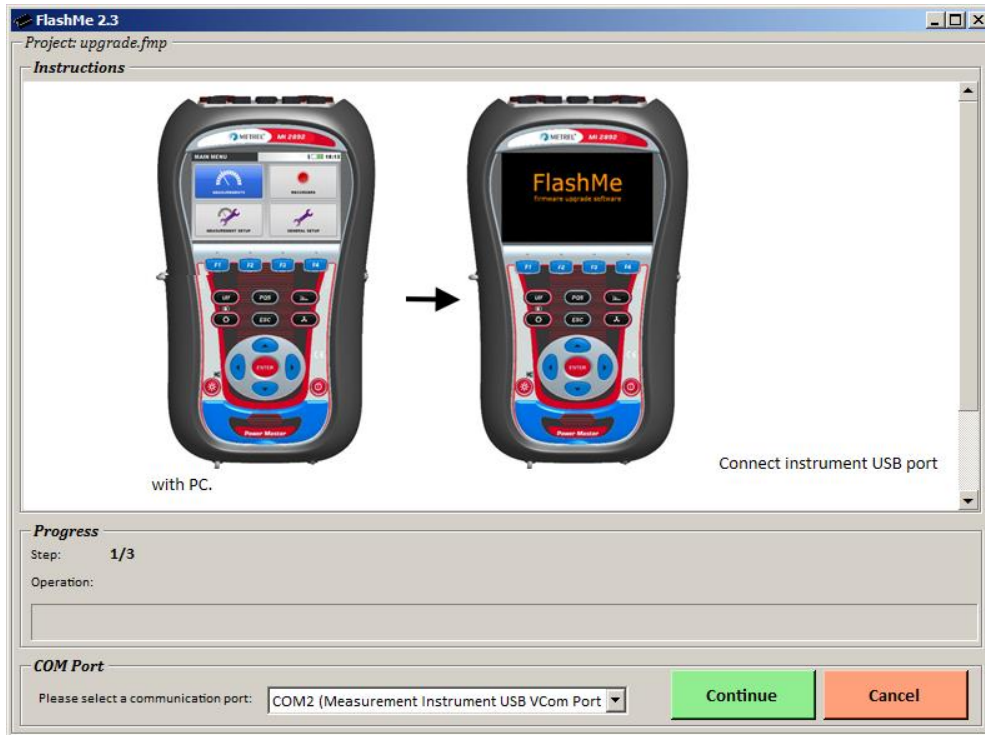 FlashMe 2.3
Project: upgrade.fmp
Instructions
METREL MI 2892
MAIN MENU
MEASUREMENTS
RECORDERS
MEASUREMENT SETUP
GENERAL SETUP
F1 F2 F3 F4
UIF PQS
ESC
ENTER
Power Master
METREL MI 2892
FlashMe
firmware upgrade software
F1 F2 F3 F4
UIF PQS
ESC
ENTER
Power Master
Connect instrument USB port
with PC.
Progress
Step: 1/3
Operation:
COM Port
Please select a communication port: COM2 (Measurement Instrument USB VCom Port
Continue Cancel